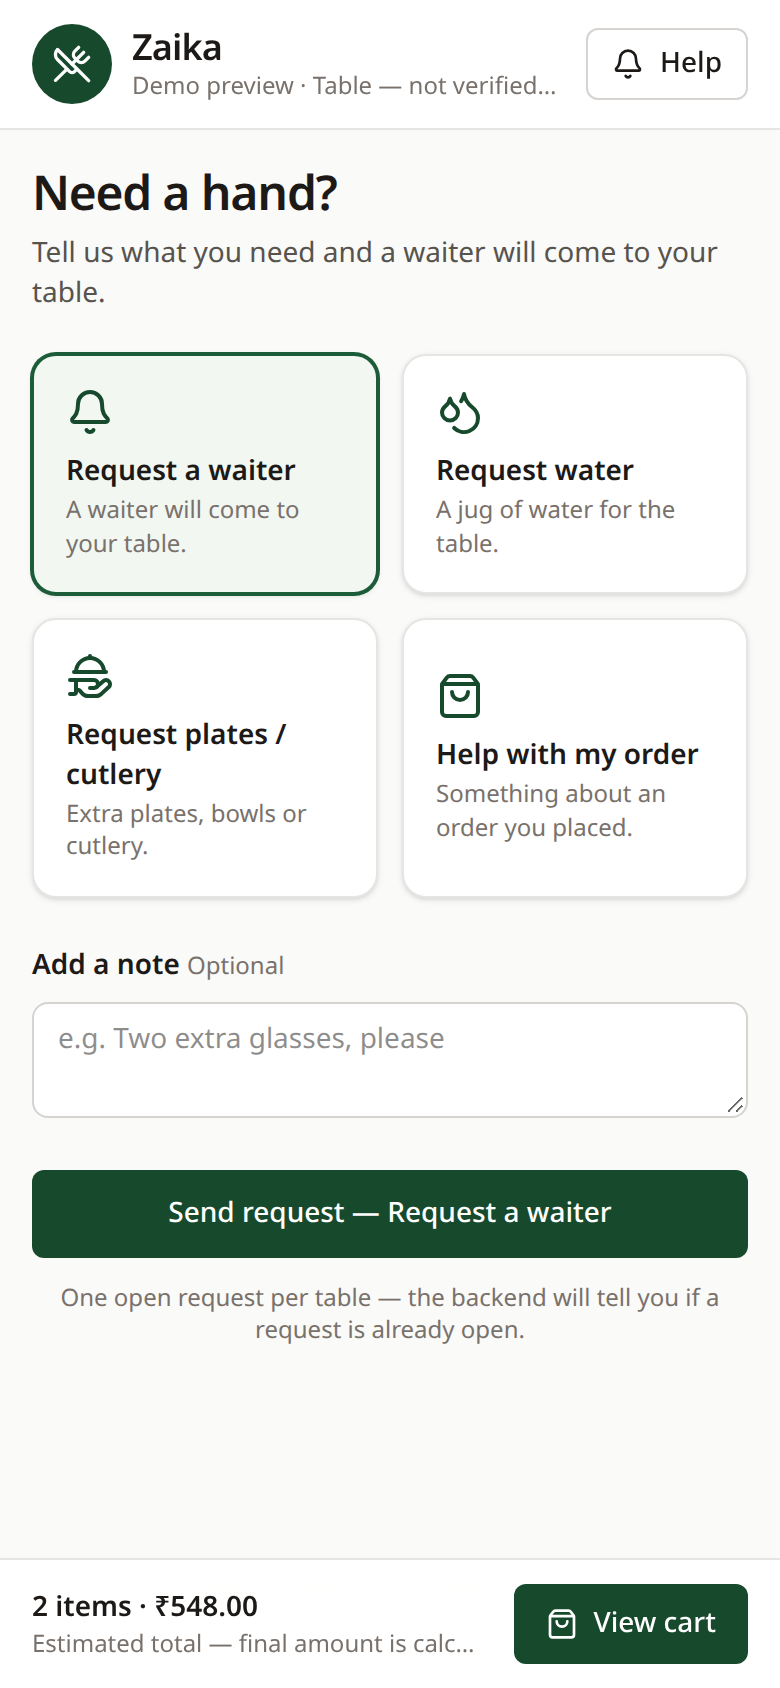 Zaika
Demo preview · Table — not verified...
Help
Need a hand?
Tell us what you need and a waiter will come to your
table.
Request a waiter
A waiter will come to
your table.
Request water
A jug of water for the
table.
Request plates /
cutlery
Extra plates, bowls or
cutlery.
Help with my order
Something about an
order you placed.
Add a note Optional
e.g. Two extra glasses, please
Send request — Request a waiter
One open request per table — the backend will tell you if a
request is already open.
2 items · ₹548.00
Estimated total — final amount is calc...
View cart